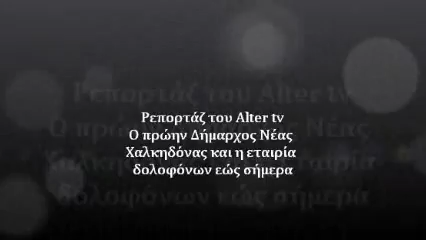 Ρεπορτάζ του Alter tv
Ο πρώην Δήμαρχος Νέας
Χαλκηδόνας και η εταιρία
δολοφόνων εώς σήμερα